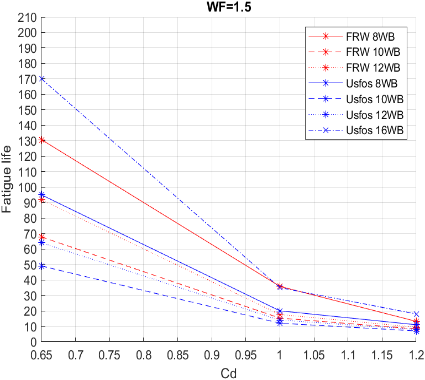 WF=1.5
FRW 8WB
FRW 10WB
FRW 12WB
Usfos 8WB
Usfos 10WB
Usfos 12WB
Usfos 16WB
Fatigue life
210
200
190
180
170
160
150
140
130
120
110
100
90
80
70
60
50
40
30
20
10
0
0.65 0.7 0.75 0.8 0.85 0.9 0.95 1 1.05 1.1 1.15 1.2
Cd